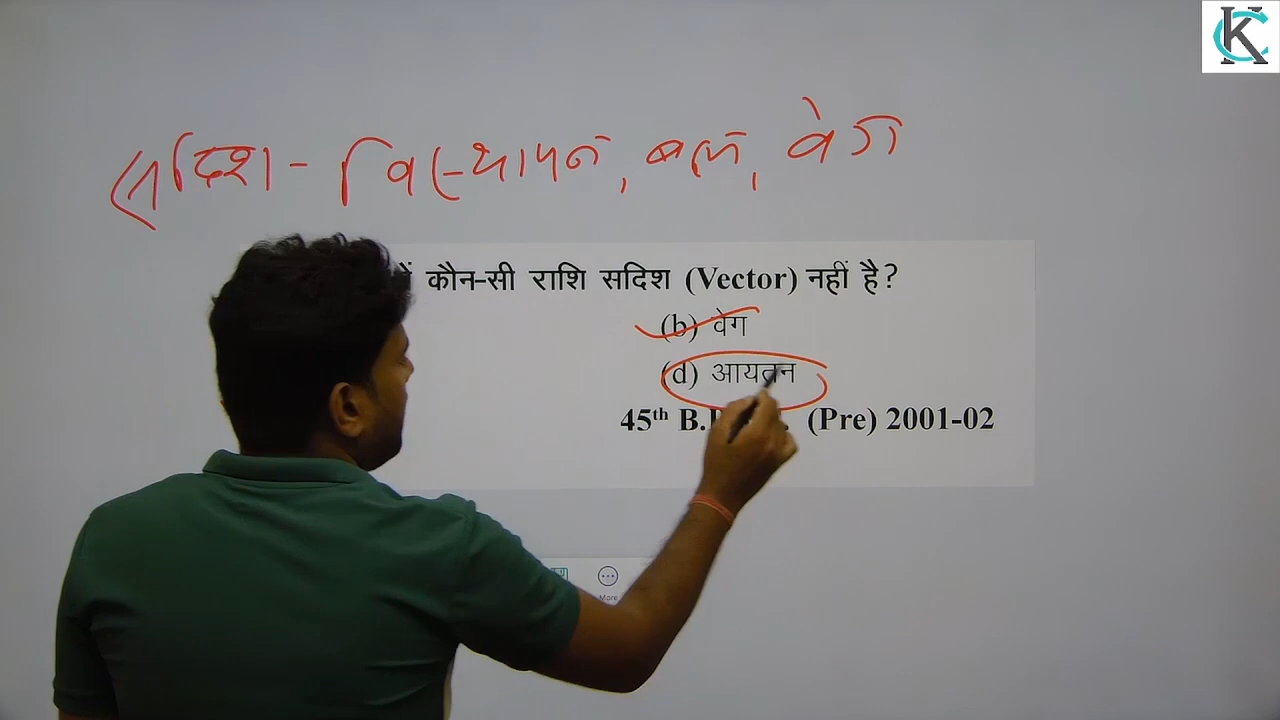 सदिश - विस्थापन, बल, वेग
कौन-सी राशि सदिश (Vector) नहीं है?
(b) वेग
(d) आयतन
45th (Pre) 2001-02
More